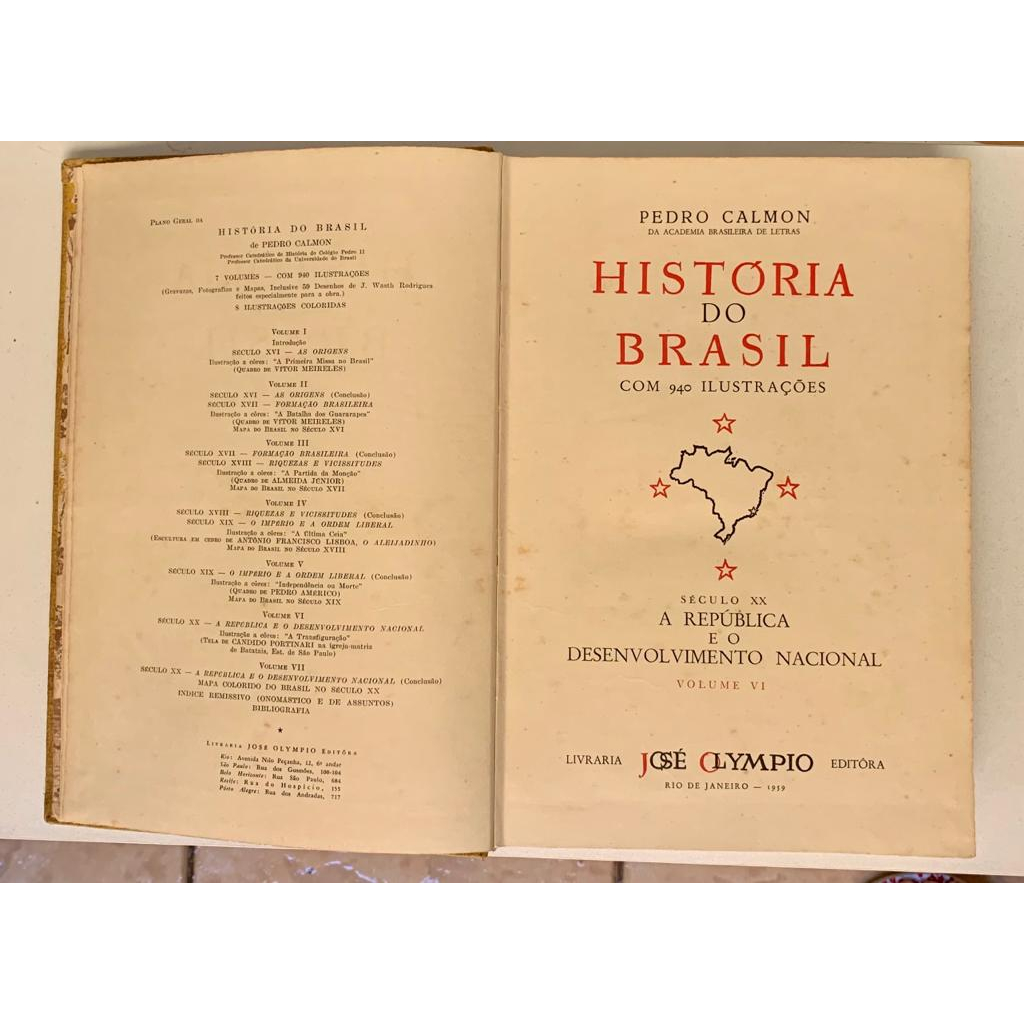 PLANO GERAL DA
HISTÓRIA DO BRASIL
de PEDRO CALMON
Professor Catedrático de História do Colégio Pedro II
Professor Catedrático da Universidade do Brasil
7 VOLUMES — COM 940 ILUSTRAÇÕES
(Gravuras, Fotografias e Mapas, Inclusive 50 Desenhos de J. Wasth Rodrigues
feitos especialmente para a obra.)
8 ILUSTRAÇÕES COLORIDAS
VOLUME I
Introdução
SÉCULO XVI — AS ORIGENS
Ilustração a côres: "A Primeira Missa no Brasil"
(QUADRO DE VITOR MEIRELES)
VOLUME II
SÉCULO XVI — AS ORIGENS (Conclusão)
SÉCULO XVII — FORMAÇÃO BRASILEIRA
Ilustração a côres: "A Batalha dos Guararapes"
(QUADRO DE VITOR MEIRELES)
MAPA DO BRASIL NO SÉCULO XVI
VOLUME III
SÉCULO XVII — FORMAÇÃO BRASILEIRA (Conclusão)
SÉCULO XVIII — RIQUEZAS E VICISSITUDES
Ilustração a côres: "A Partida da Monção"
(QUADRO DE ALMEIDA JÚNIOR)
MAPA DO BRASIL NO SÉCULO XVII
VOLUME IV
SÉCULO XVIII — RIQUEZAS E VICISSITUDES (Conclusão)
SÉCULO XIX — O IMPÉRIO E A ORDEM LIBERAL
Ilustração a côres: "A Última Ceia"
(ESCULTURA EM CEDRO DE ANTÔNIO FRANCISCO LISBOA, O ALEIJADINHO)
MAPA DO BRASIL NO SÉCULO XVIII
VOLUME V
SÉCULO XIX — O IMPÉRIO E A ORDEM LIBERAL (Conclusão)
Ilustração a côres: "Independência ou Morte"
(QUADRO DE PEDRO AMÉRICO)
MAPA DO BRASIL NO SÉCULO XIX
VOLUME VI
SÉCULO XX — A REPÚBLICA E O DESENVOLVIMENTO NACIONAL
Ilustração a côres: "A Transfiguração"
(TELA DE CÂNDIDO PORTINARI na igreja-matriz
de Batatais, Est. de São Paulo)
VOLUME VII
SÉCULO XX — A REPÚBLICA E O DESENVOLVIMENTO NACIONAL (Conclusão)
MAPA COLORIDO DO BRASIL NO SÉCULO XX
ÍNDICE REMISSIVO (ONOMÁSTICO E DE ASSUNTOS)
BIBLIOGRAFIA
LIVRARIA JOSÉ OLYMPIO EDITÔRA
Rio: Avenida Nilo Peçanha, 12, 6º andar
São Paulo: Rua dos Gusmões, 100-104
Belo Horizonte: Rua São Paulo, 684
Recife: Rua do Hospício, 155
Pôrto Alegre: Rua dos Andradas, 717
PEDRO CALMON
DA ACADEMIA BRASILEIRA DE LETRAS
HISTÓRIA
DO
BRASIL
COM 940 ILUSTRAÇÕES
SÉCULO XX
A REPÚBLICA
E O
DESENVOLVIMENTO NACIONAL
VOLUME VI
LIVRARIA JOSÉ OLYMPIO EDITÔRA
RIO DE JANEIRO — 1959